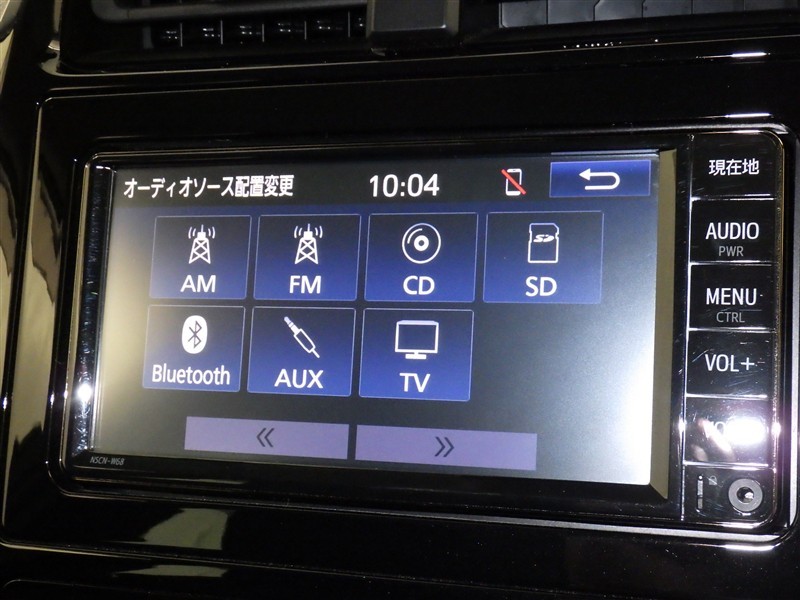 オーディオソース配置変更 10:04
AM FM CD SD
Bluetooth AUX TV
NSCN-W68
現在地
AUDIO
PWR
MENU
CTRL
VOL+